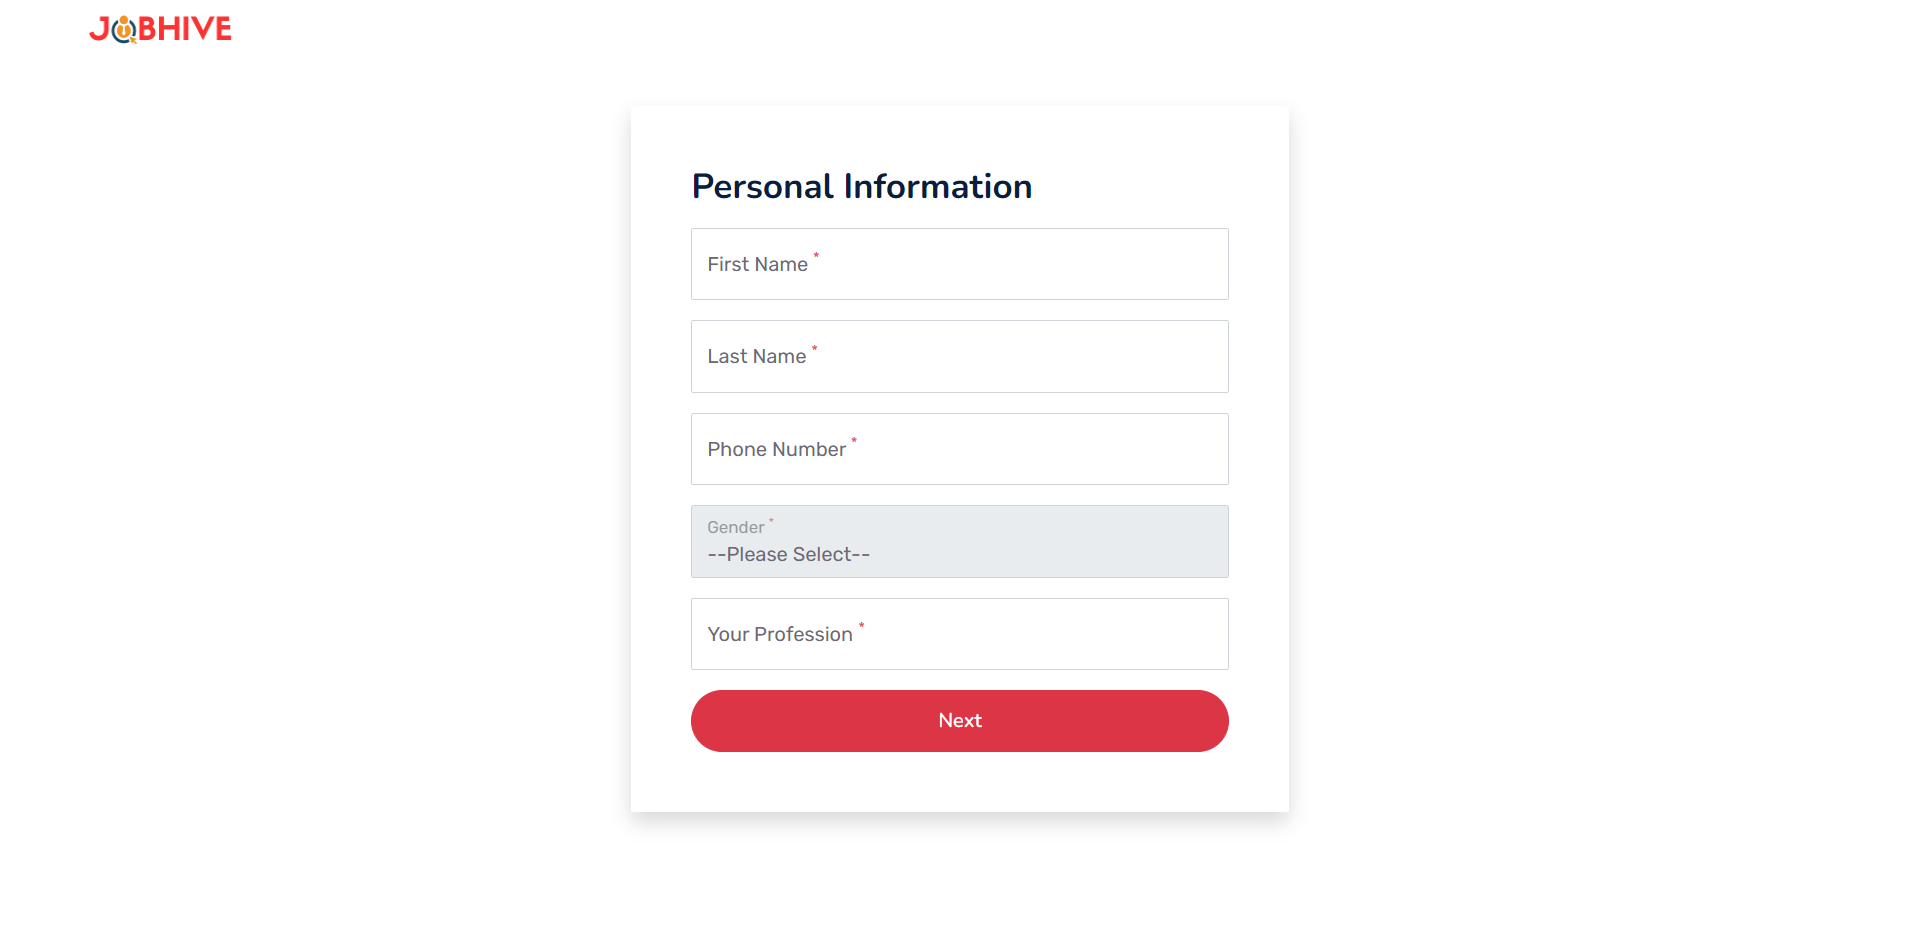 JOBHIVE
Personal Information
First Name *
Last Name *
Phone Number *
Gender *
--Please Select--
Your Profession *
Next